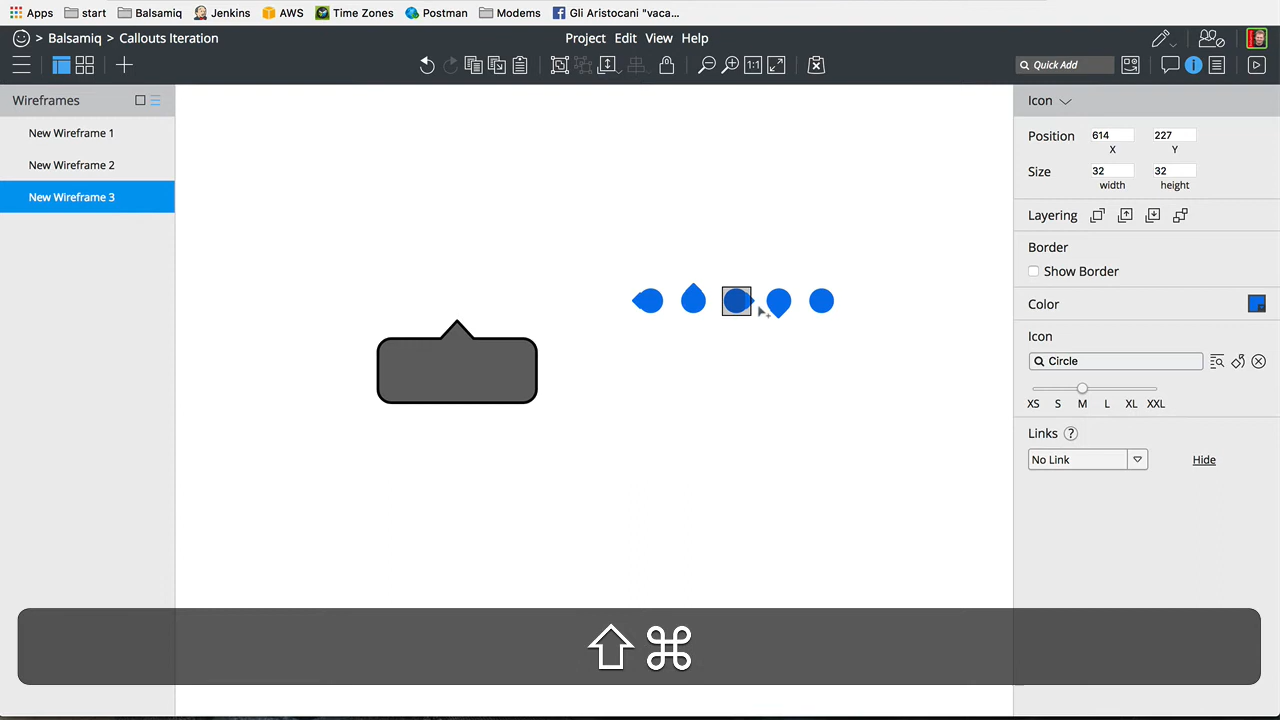 Apps start Balsamiq Jenkins AWS Time Zones Postman Modems Gli Aristocani "vaca...
Balsamiq > Callouts Iteration Project Edit View Help
1:1 Quick Add
Wireframes
New Wireframe 1
New Wireframe 2
New Wireframe 3
Icon
Position 614 227
X Y
Size 32 32
width height
Layering
Border
Show Border
Color
Icon
Circle
XS S M L XL XXL
Links ?
No Link Hide
⇧ ⌘